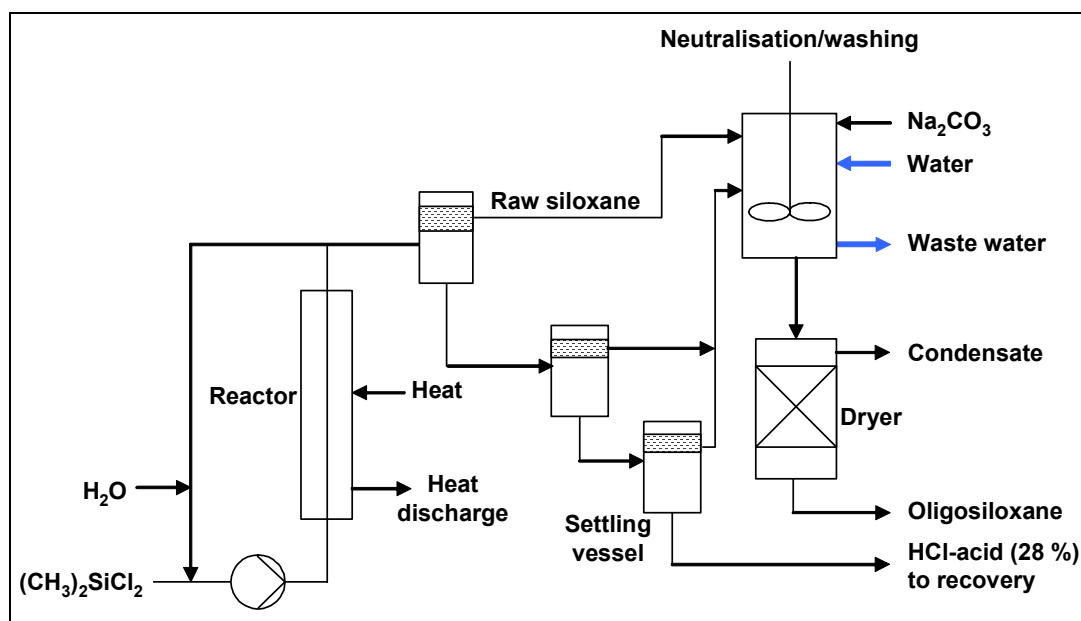 Neutralisation/washing
Na₂CO₃
Water
Raw siloxane
Waste water
Condensate
Reactor
Heat
Dryer
H₂O
Heat
discharge
Settling
vessel
Oligosiloxane
(CH₃)₂SiCl₂
HCl-acid (28 %)
to recovery